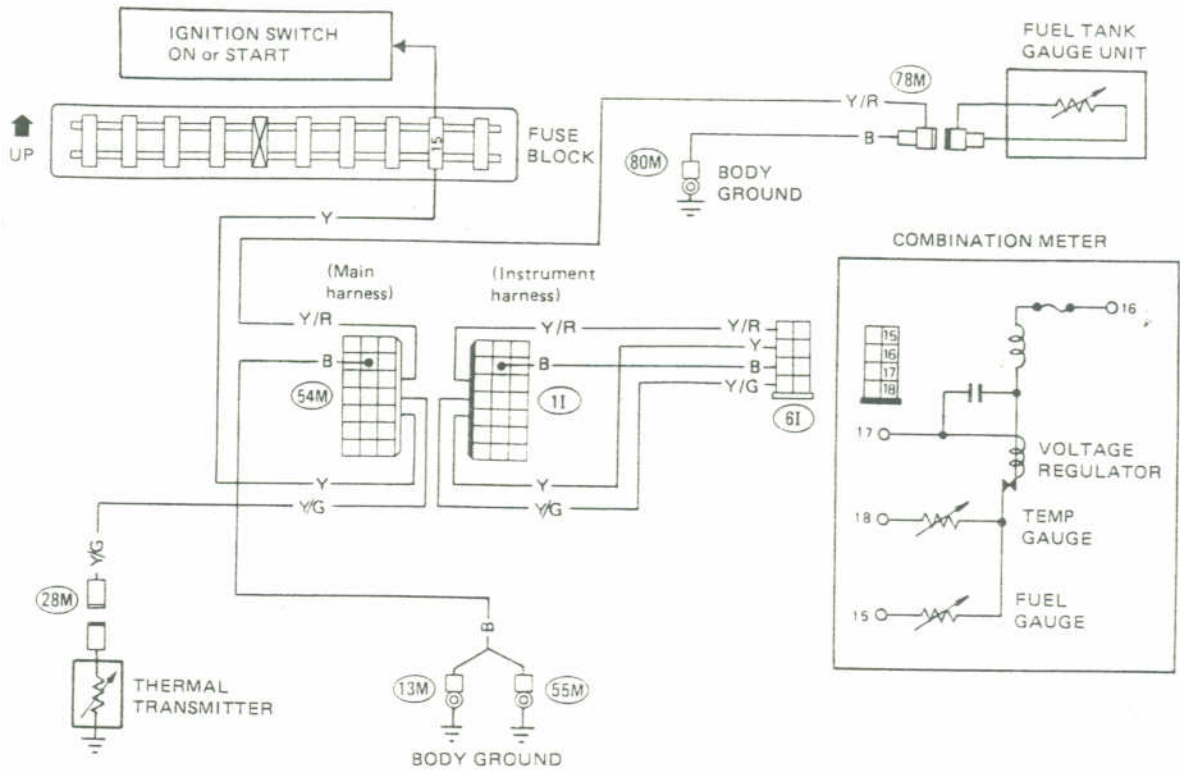 IGNITION SWITCH
ON or START
UP
15
FUSE
BLOCK
FUEL TANK
GAUGE UNIT
78M
Y/R
B
80M
BODY
GROUND
Y
(Main
harness)
(Instrument
harness)
Y/R
Y/R
Y/R
Y
B
B
B
Y/G
54M
1I
6I
Y
Y
Y/G
Y/G
Y/G
28M
THERMAL
TRANSMITTER
B
13M
55M
BODY GROUND
COMBINATION METER
16
15
16
17
18
17
VOLTAGE
REGULATOR
18
TEMP
GAUGE
15
FUEL
GAUGE